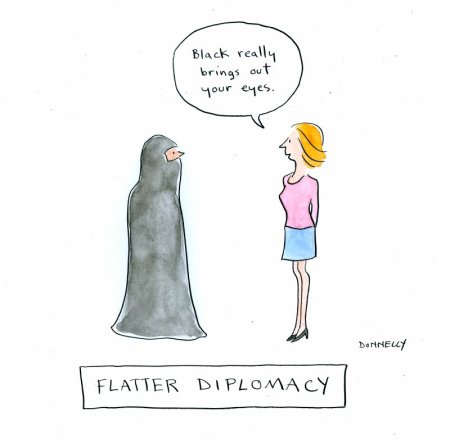 Black really
brings out
your eyes.
DONNELLY
FLATTER DIPLOMACY